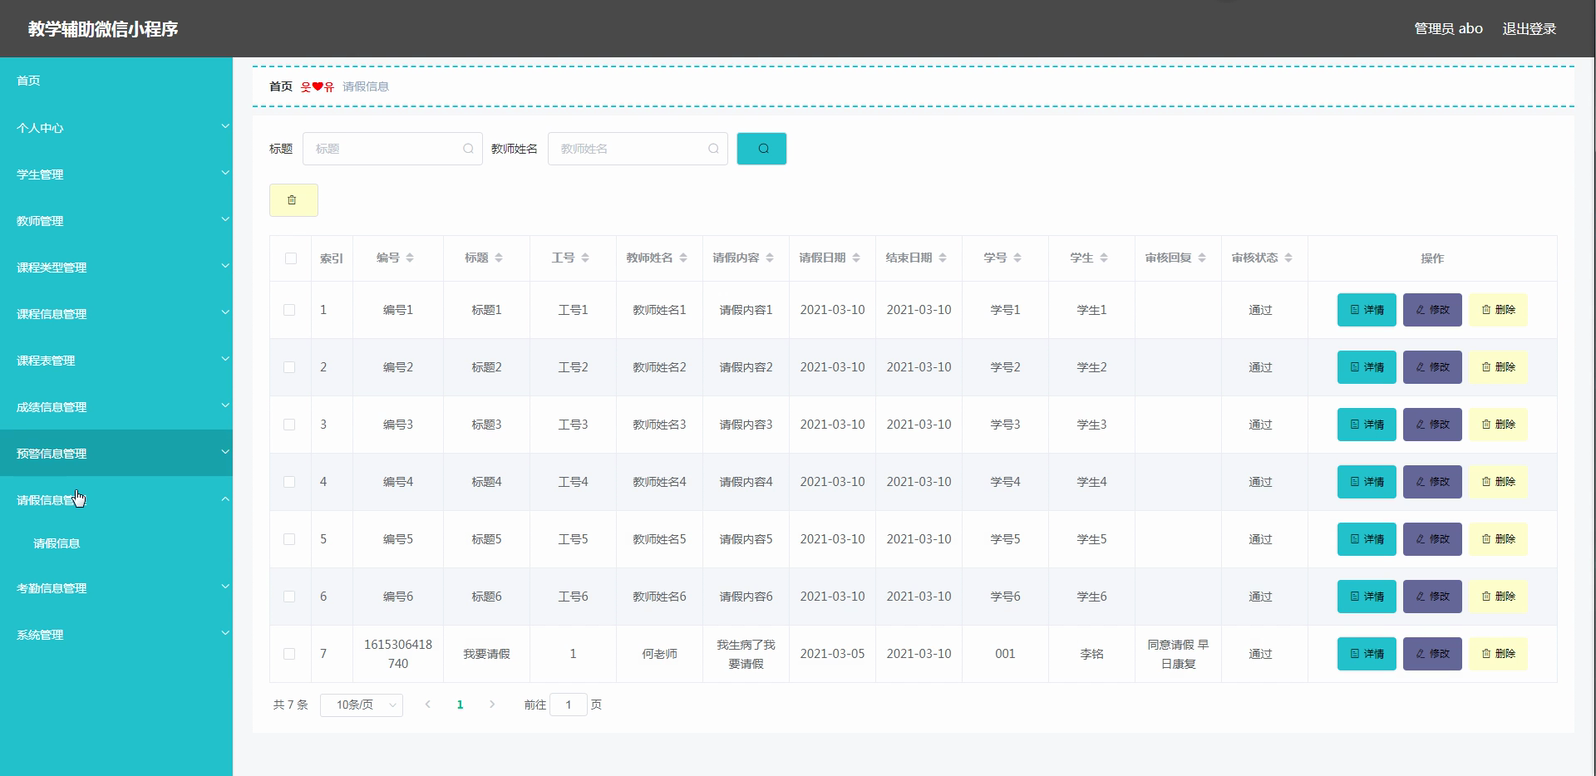 教学辅助微信小程序
管理员 abo 退出登录
首页
个人中心
学生管理
教师管理
课程类型管理
课程信息管理
课程表管理
成绩信息管理
预警信息管理
请假信息管
请假信息
考勤信息管理
系统管理
首页 웃❤유 请假信息
标题 标题 教师姓名 教师姓名
索引 编号 标题 工号 教师姓名 请假内容 请假日期 结束日期 学号 学生 审核回复 审核状态 操作
1 编号1 标题1 工号1 教师姓名1 请假内容1 2021-03-10 2021-03-10 学号1 学生1 通过 详情 修改 删除
2 编号2 标题2 工号2 教师姓名2 请假内容2 2021-03-10 2021-03-10 学号2 学生2 通过 详情 修改 删除
3 编号3 标题3 工号3 教师姓名3 请假内容3 2021-03-10 2021-03-10 学号3 学生3 通过 详情 修改 删除
4 编号4 标题4 工号4 教师姓名4 请假内容4 2021-03-10 2021-03-10 学号4 学生4 通过 详情 修改 删除
5 编号5 标题5 工号5 教师姓名5 请假内容5 2021-03-10 2021-03-10 学号5 学生5 通过 详情 修改 删除
6 编号6 标题6 工号6 教师姓名6 请假内容6 2021-03-10 2021-03-10 学号6 学生6 通过 详情 修改 删除
7 1615306418740 我要请假 1 何老师 我生病了我要请假 2021-03-05 2021-03-10 001 李铭 同意请假 早日康复 通过 详情 修改 删除
共 7 条 10条/页 1 前往 1 页